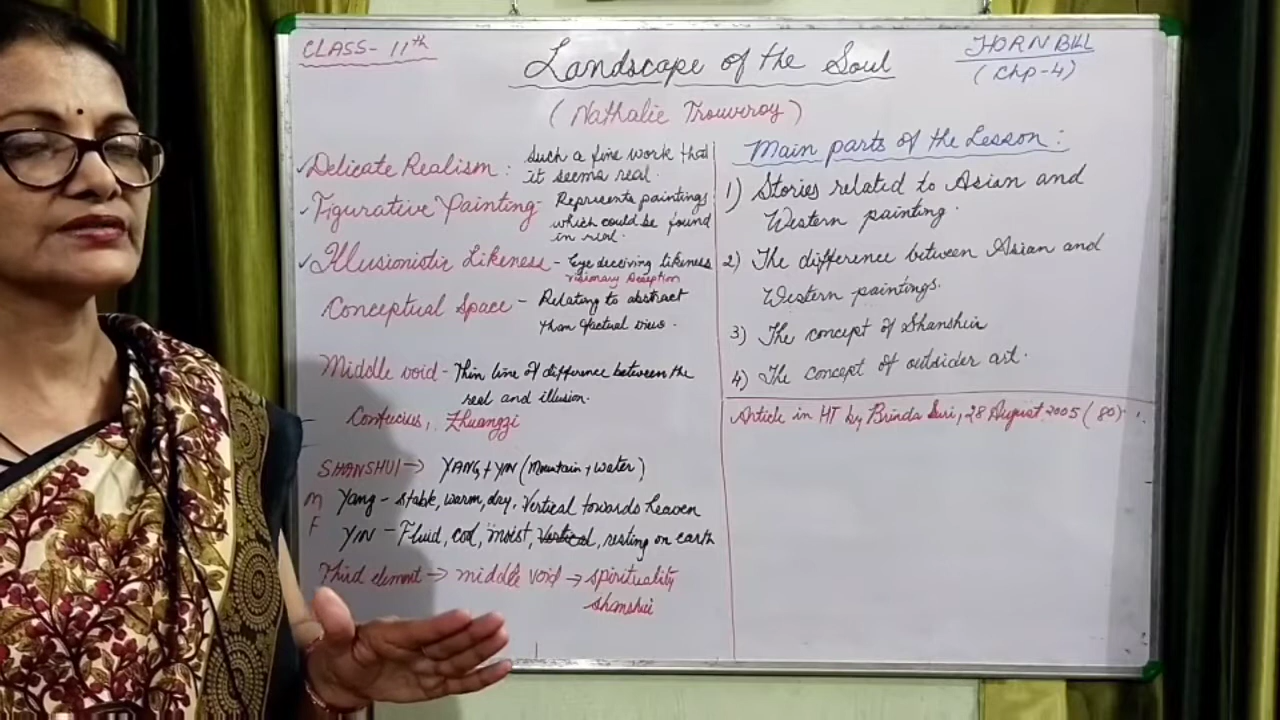 CLASS- 11th
Landscape of the Soul
HORNBILL
(Chp-4)
(Nathalie Trouveroy)
Delicate Realism : Such a fine work that
it seems real.
Figurative Painting- Represents paintings
which could be found
in real.
Illusionistic Likeness - Eye deceiving likeness
Visionary Deception
Conceptual Space - Relating to abstract
than factual view.
Middle void - Thin line of difference between the
real and illusion.
Confucius, Zhuangzi
SHANSHUI → YANG + YIN (Mountain + water)
M Yang - Stable, warm, dry, Vertical towards heaven
F YIN - Fluid, cool, moist, Vertical, resting on earth
Third element → middle void → spirituality
Shanshui
Main parts of the Lesson :
1) Stories related to Asian and
Western painting.
2) The difference between Asian and
Western paintings.
3) The concept of Shanshui
4) The concept of outsider art.
Article in HT by Brinda Suri, 28 August 2005 (80)